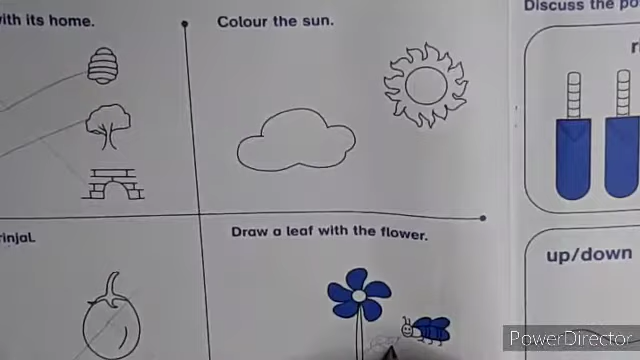 with its home.
Colour the sun.
Discuss the po
rinjal.
Draw a leaf with the flower.
up/down
PowerDirector